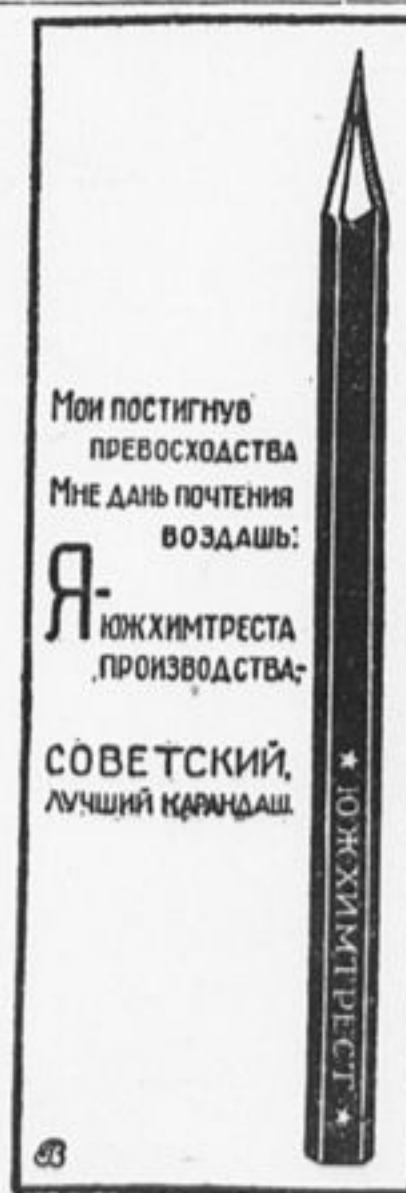 Мои постигнув
превосходства
Мне дань почтения
воздашь:
Я-
южхимтреста
производства,-
СОВЕТСКИЙ,
лучший карандаш.
★ ЮЖХИМТРЕСТ ★